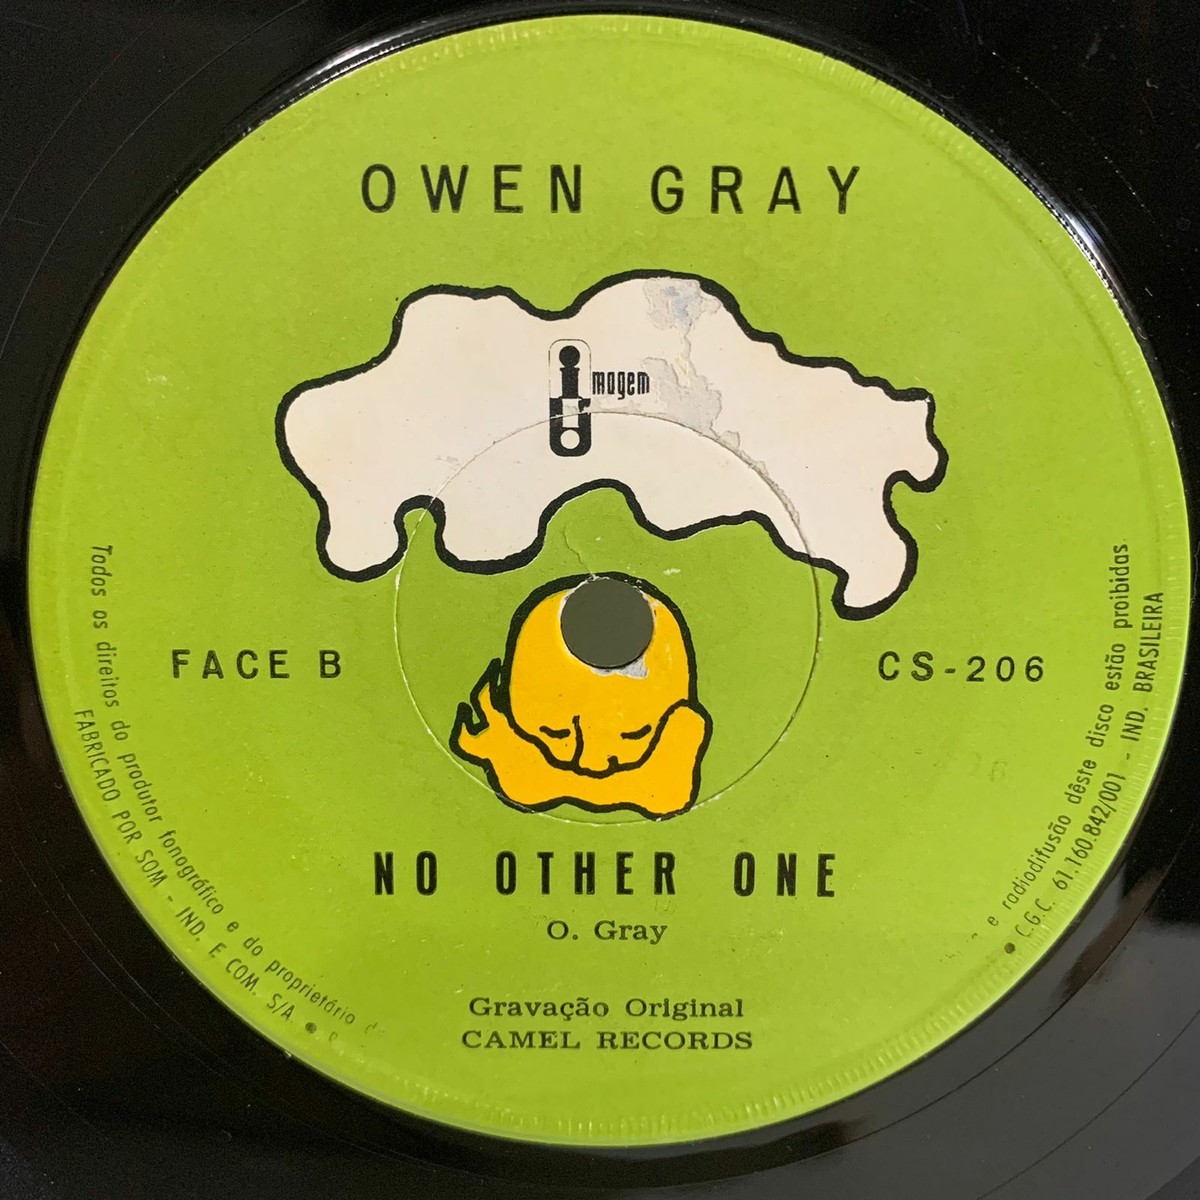 OWEN GRAY
imagem
FACE B
CS-206
NO OTHER ONE
O. Gray
Gravação Original
CAMEL RECORDS
Todos os direitos do produtor fonográfico e do proprietário
e radiodifusão dêste disco estão proibidas
FABRICADO POR SOM - IND. E COM. S/A •
• C.G.C. 61.160.842/001 - IND. BRASILEIRA